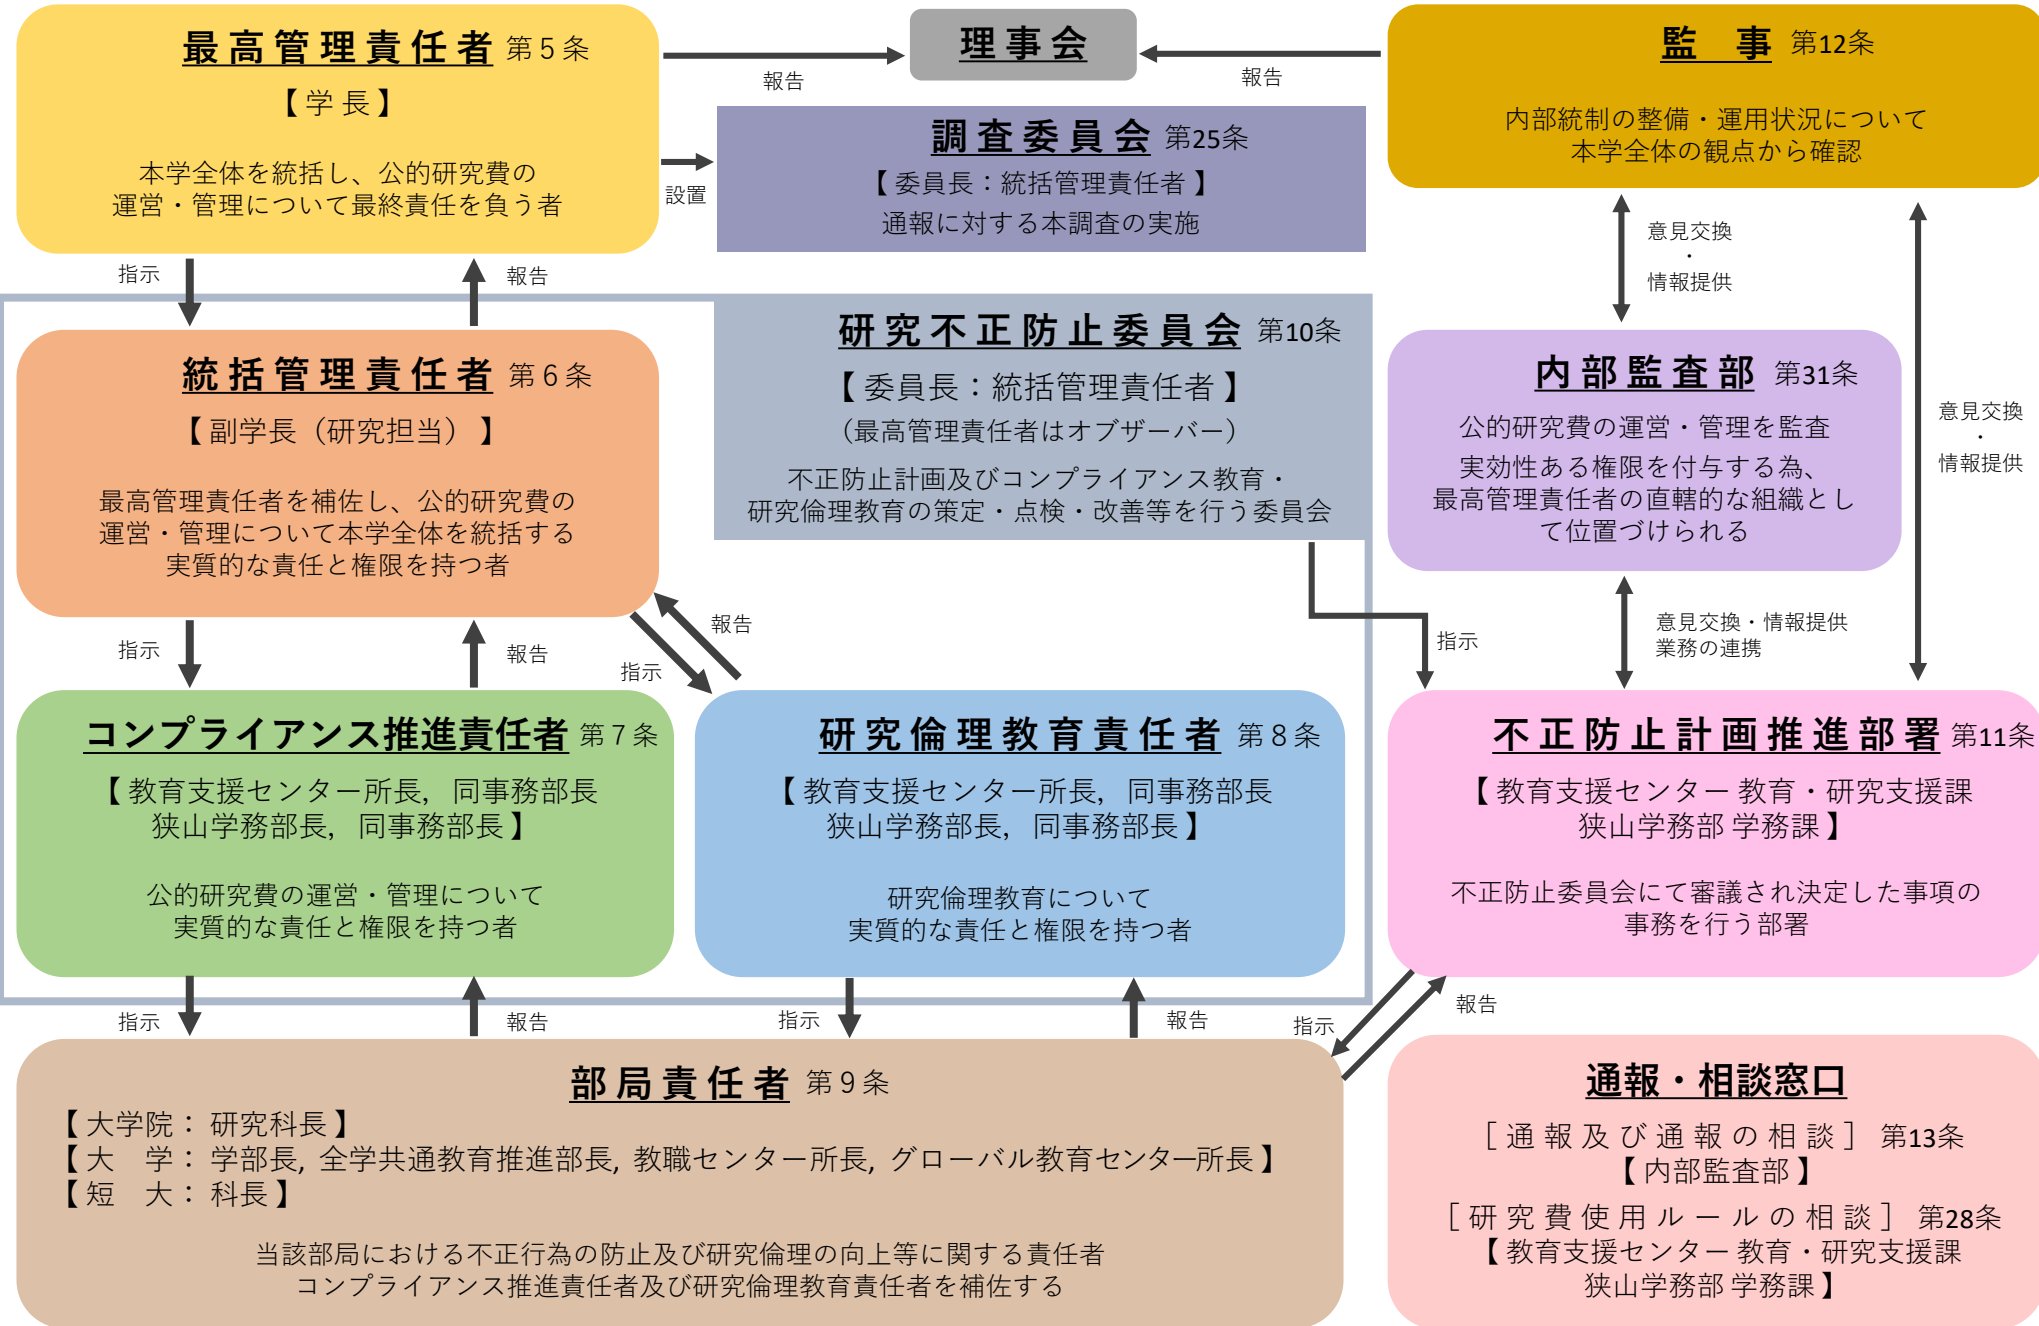 最高管理責任者 第5条
【 学 長 】
本学全体を統括し、公的研究費の
運営・管理について最終責任を負う者
報告
理事会
報告
監　事 第12条
内部統制の整備・運用状況について
本学全体の観点から確認
設置
調査委員会 第25条
【 委員長：統括管理責任者 】
通報に対する本調査の実施
指示
報告
意見交換
・
情報提供
統括管理責任者 第6条
【 副学長（研究担当） 】
最高管理責任者を補佐し、公的研究費の
運営・管理について本学全体を統括する
実質的な責任と権限を持つ者
研究不正防止委員会 第10条
【 委員長：統括管理責任者 】
（最高管理責任者はオブザーバー）
不正防止計画及びコンプライアンス教育・
研究倫理教育の策定・点検・改善等を行う委員会
内部監査部 第31条
公的研究費の運営・管理を監査
実効性ある権限を付与する為、
最高管理責任者の直轄的な組織とし
て位置づけられる
意見交換
・
情報提供
指示
報告
指示
報告
指示
意見交換・情報提供
業務の連携
コンプライアンス推進責任者 第7条
【 教育支援センター所長，同事務部長
狭山学務部長，同事務部長 】
公的研究費の運営・管理について
実質的な責任と権限を持つ者
研究倫理教育責任者 第8条
【 教育支援センター所長，同事務部長
狭山学務部長，同事務部長 】
研究倫理教育について
実質的な責任と権限を持つ者
不正防止計画推進部署 第11条
【 教育支援センター 教育・研究支援課
狭山学務部 学務課 】
不正防止委員会にて審議され決定した事項の
事務を行う部署
指示
報告
指示
報告
指示
報告
部局責任者 第9条
【 大学院： 研究科長 】
【 大　学： 学部長, 全学共通教育推進部長, 教職センター所長, グローバル教育センター所長 】
【 短　大： 科長 】
当該部局における不正行為の防止及び研究倫理の向上等に関する責任者
コンプライアンス推進責任者及び研究倫理教育責任者を補佐する
通報・相談窓口
［ 通 報 及 び 通 報 の 相 談 ］ 第13条
【 内部監査部 】
［ 研 究 費 使 用 ル ー ル の 相 談 ］ 第28条
【 教育支援センター 教育・研究支援課
狭山学務部 学務課 】